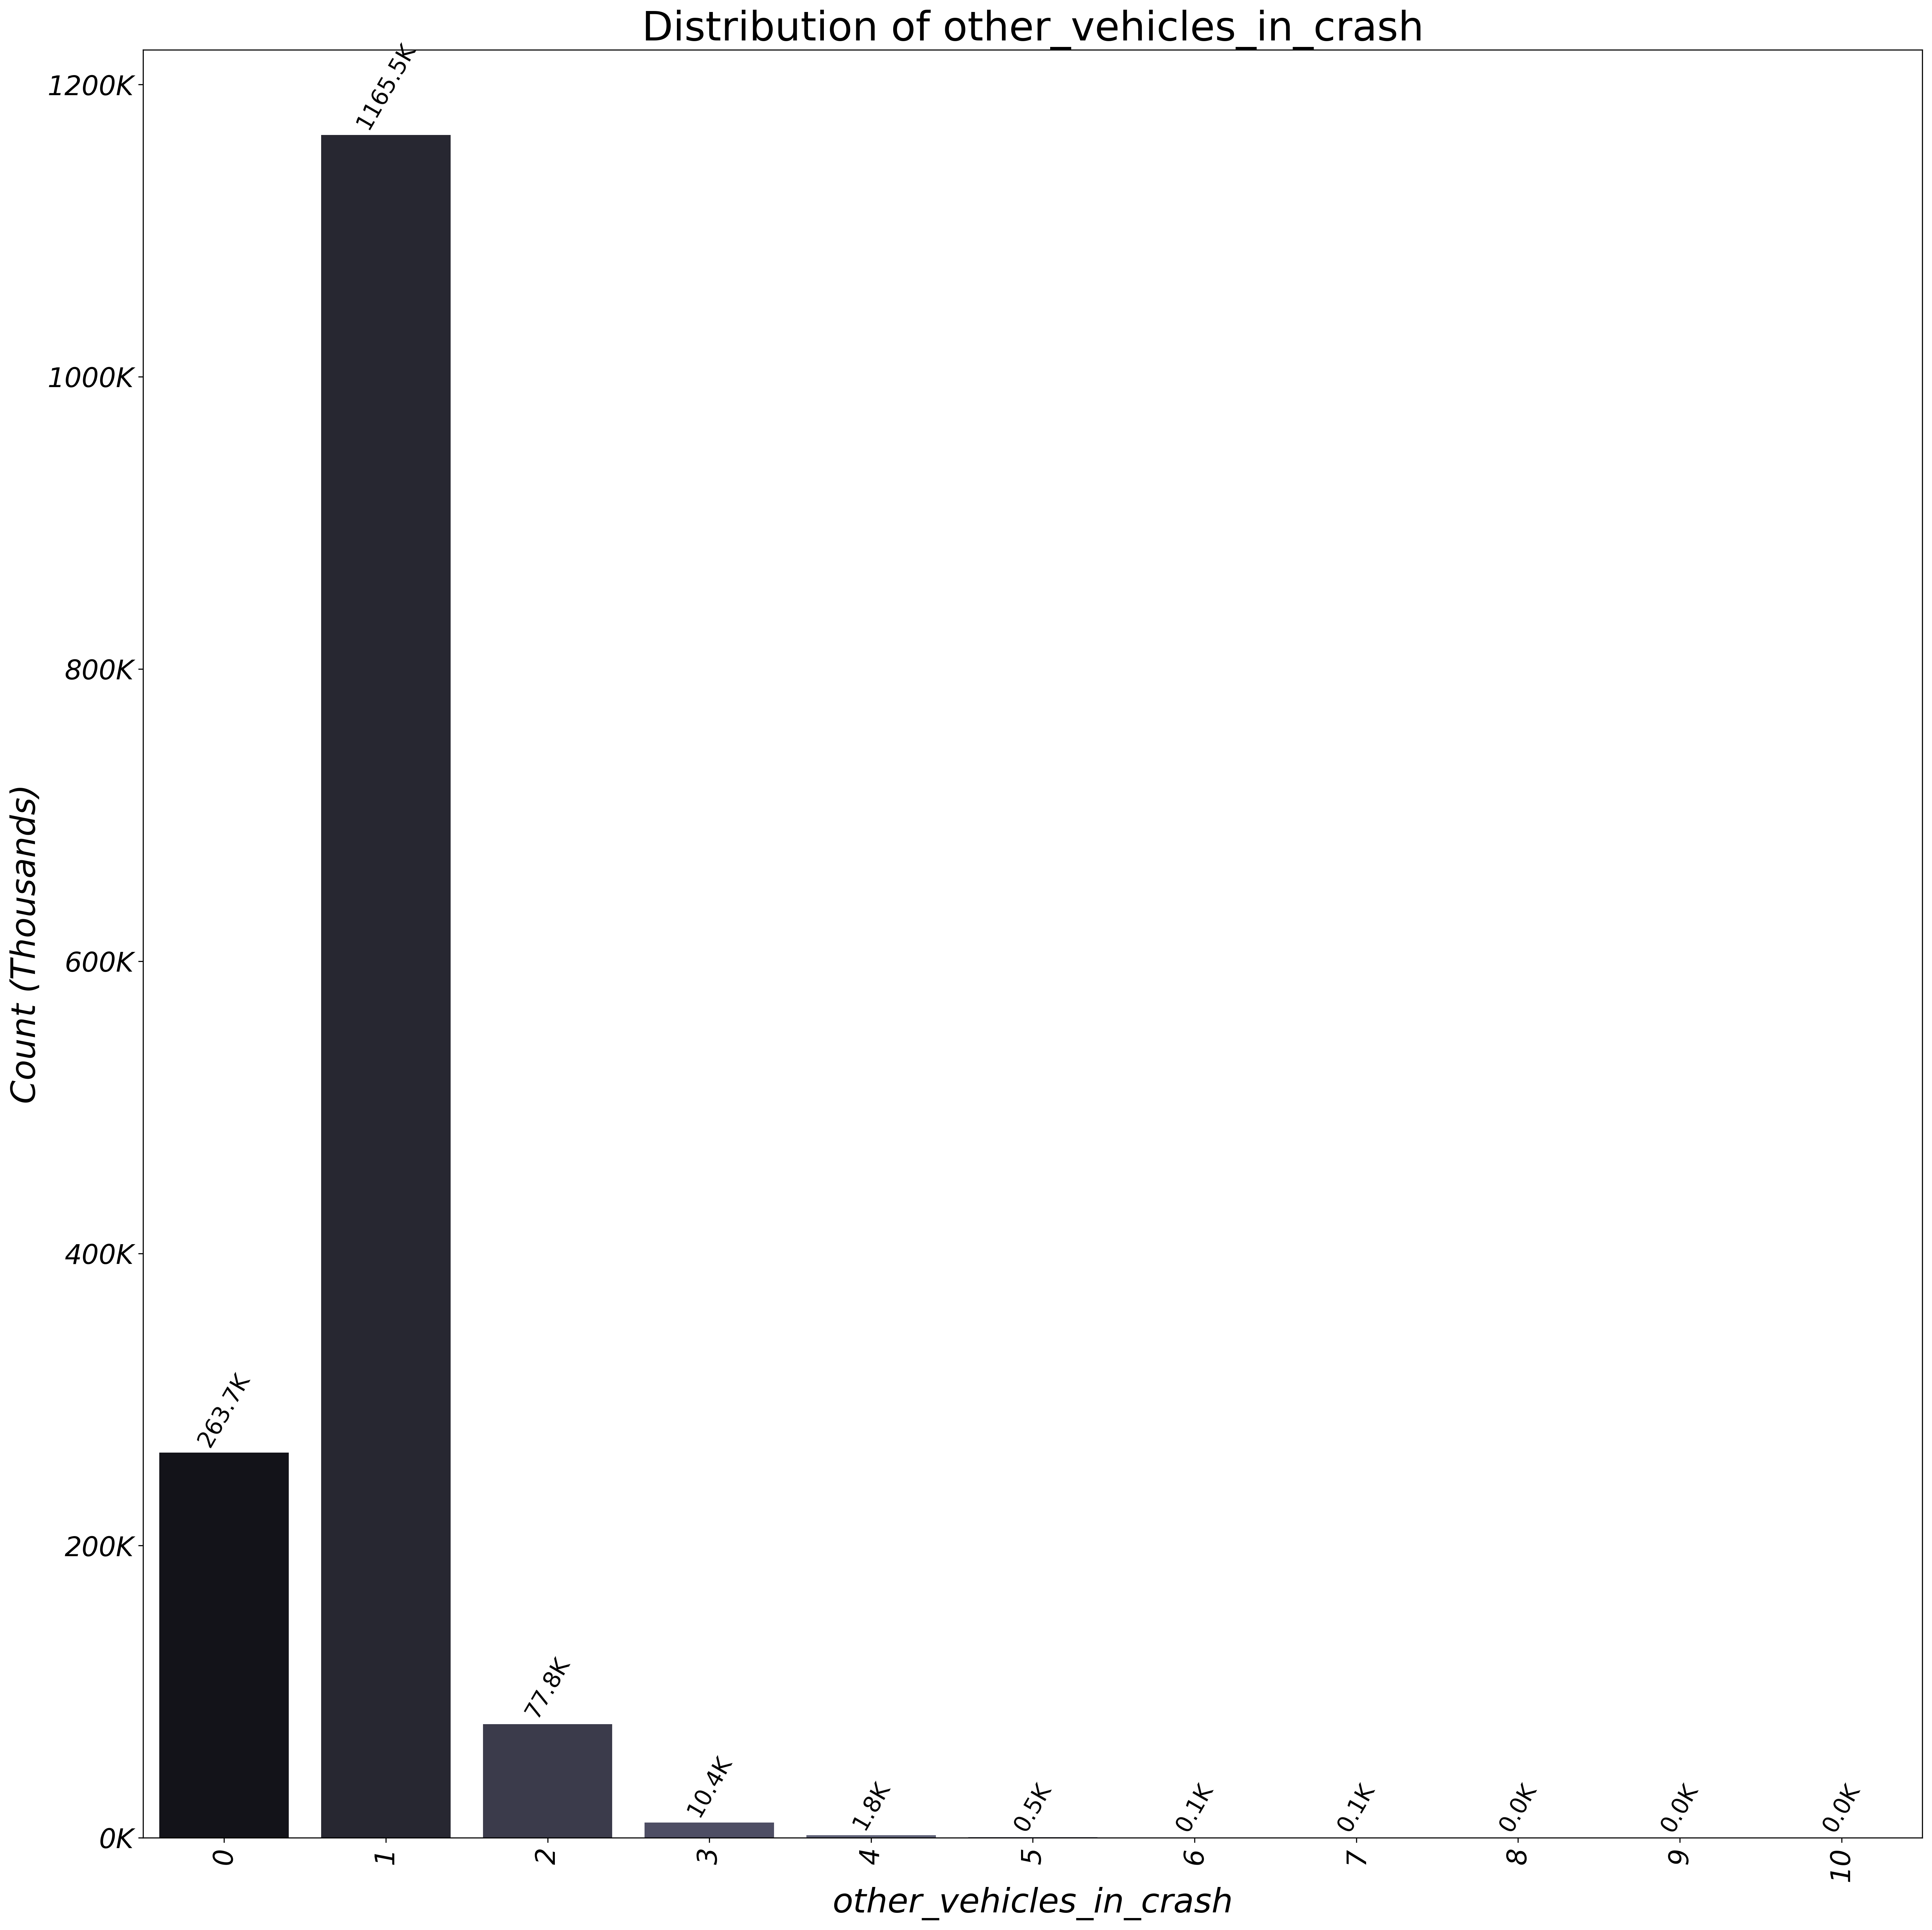 Distribution of other_vehicles_in_crash
1200K
1000K
800K
600K
400K
200K
0K
Count (Thousands)
263.7K
1165.5K
77.8K
10.4K
1.8K
0.5K
0.1K
0.1K
0.0K
0.0K
0.0K
0
1
2
3
4
5
6
7
8
9
10
other_vehicles_in_crash